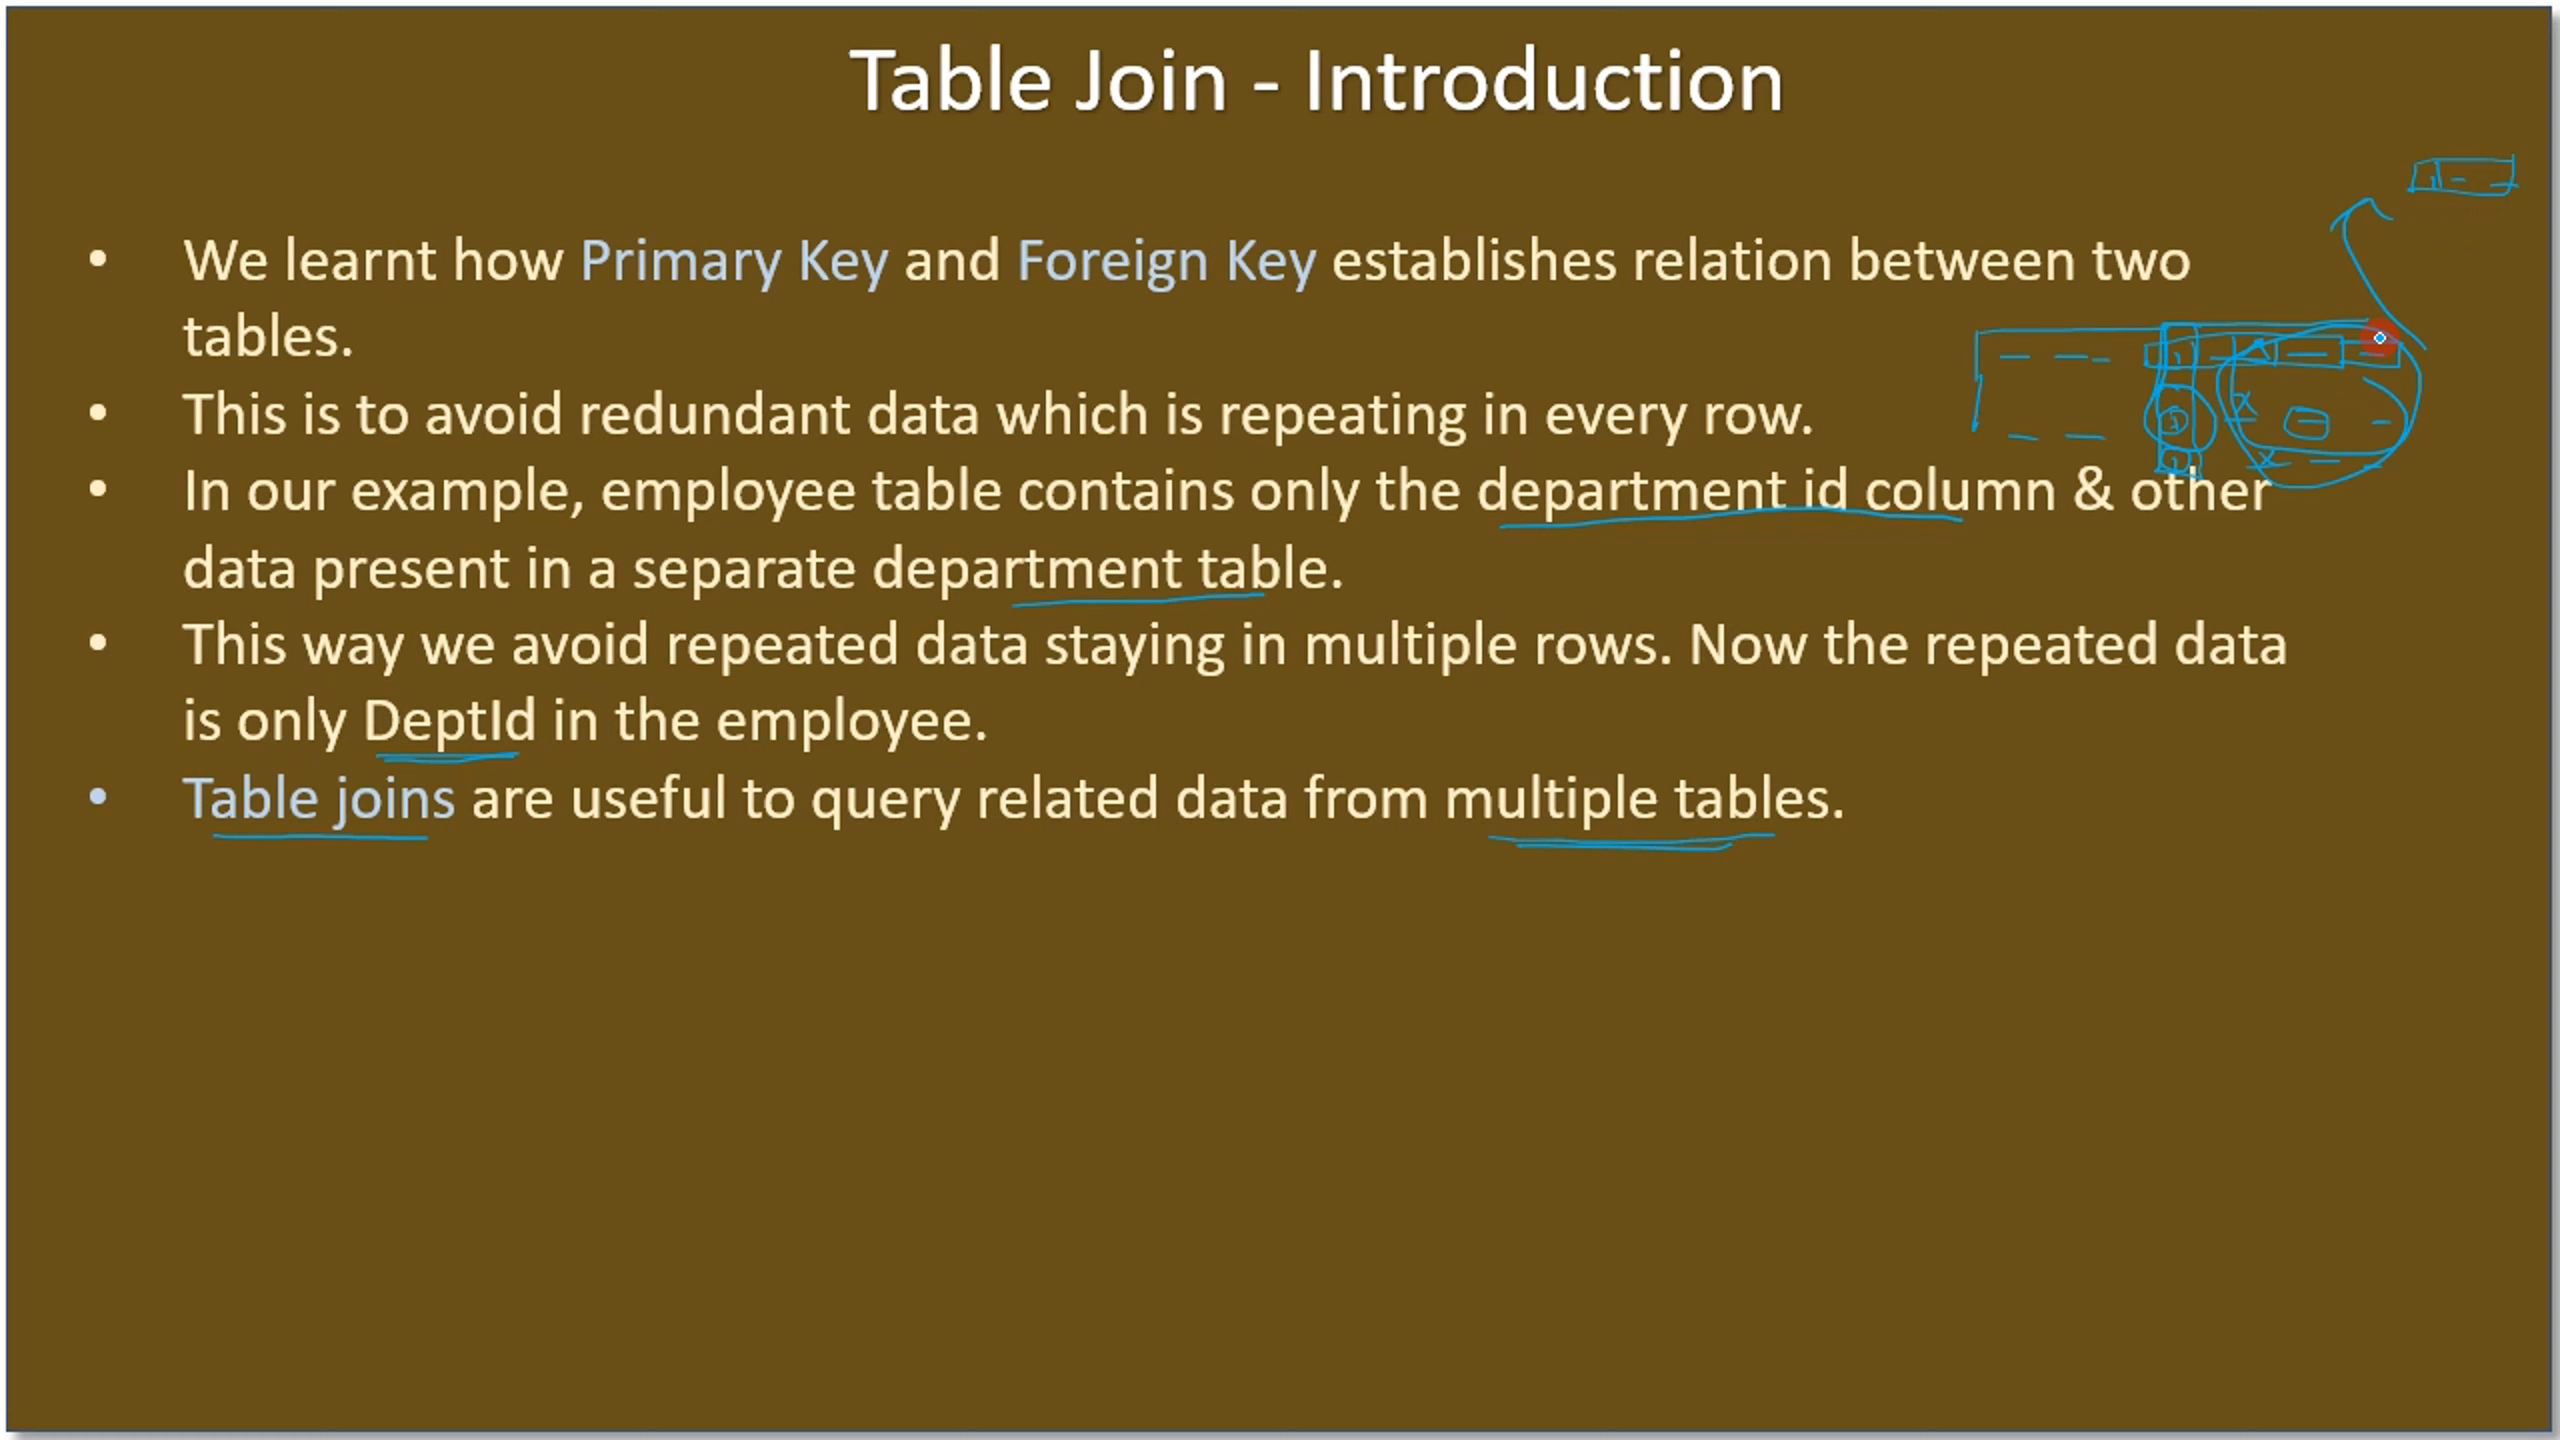 Table Join - Introduction
• We learnt how Primary Key and Foreign Key establishes relation between two
tables.
• This is to avoid redundant data which is repeating in every row.
• In our example, employee table contains only the department id column & other
data present in a separate department table.
• This way we avoid repeated data staying in multiple rows. Now the repeated data
is only DeptId in the employee.
• Table joins are useful to query related data from multiple tables.